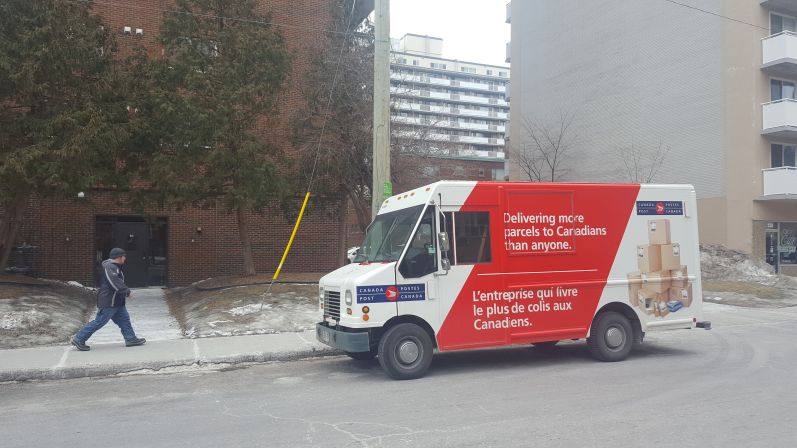 CANADA POST
POSTES CANADA
Delivering more
parcels to Canadians
than anyone.
L'entreprise qui livre
le plus de colis aux
Canadiens.
CANADA POST
POSTES CANADA